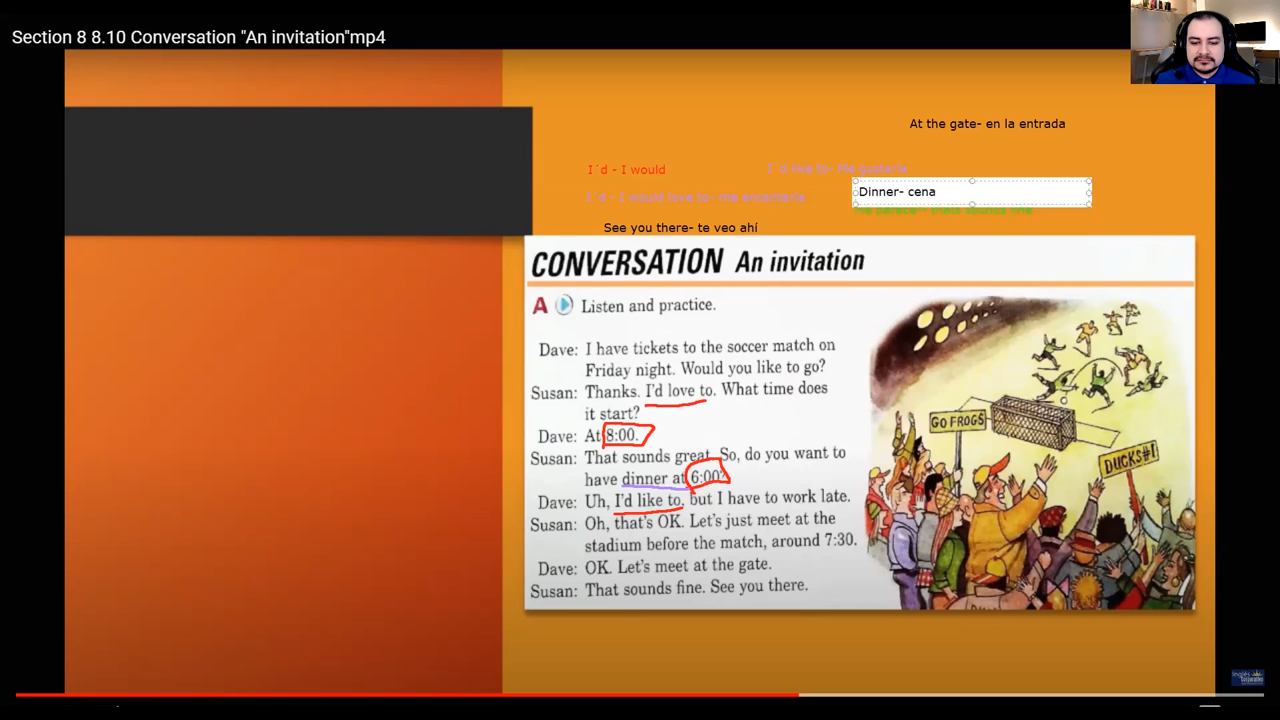 Section 8 8.10 Conversation "An invitation"mp4
At the gate- en la entrada
I´d - I would
I´d like to- Me gustaría
Dinner- cena
I´d - I would love to- me encantaría
me parece-- thats sounds fine
See you there- te veo ahí
CONVERSATION An invitation
A Listen and practice.
Dave: I have tickets to the soccer match on
Friday night. Would you like to go?
Susan: Thanks. I'd love to. What time does
it start?
Dave: At 8:00.
Susan: That sounds great. So, do you want to
have dinner at 6:00?
Dave: Uh, I'd like to, but I have to work late.
Susan: Oh, that's OK. Let's just meet at the
stadium before the match, around 7:30.
Dave: OK. Let's meet at the gate.
Susan: That sounds fine. See you there.
GO FROGS
DUCKS#1